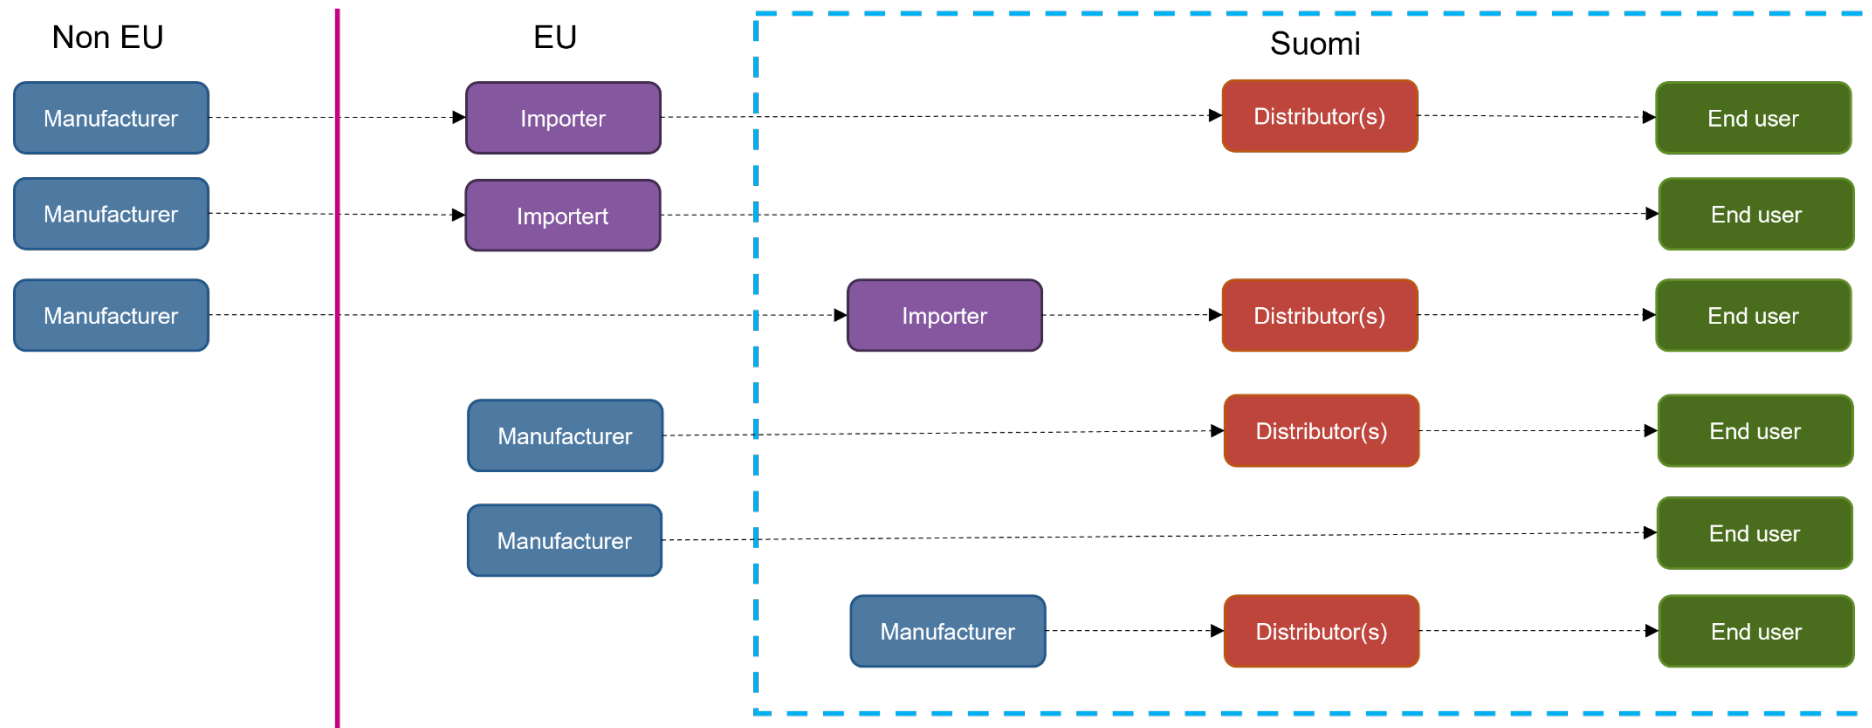 Non EU
EU
Suomi
Manufacturer
Importer
Distributor(s)
End user
Manufacturer
Importert
End user
Manufacturer
Importer
Distributor(s)
End user
Manufacturer
Distributor(s)
End user
Manufacturer
End user
Manufacturer
Distributor(s)
End user